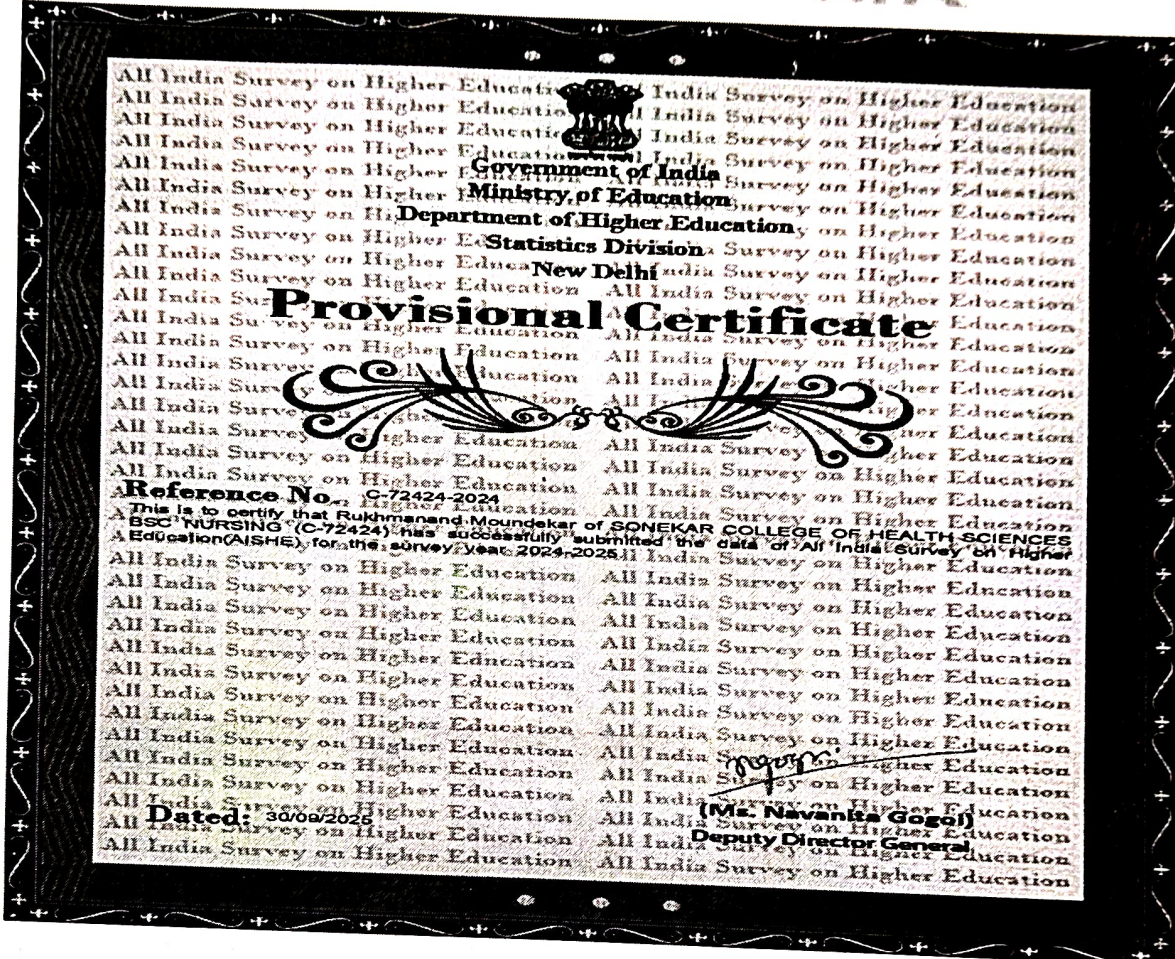 Government of India
Ministry of Education
Department of Higher Education
Statistics Division
New Delhi
Provisional Certificate
Reference No. C-72424-2024
This is to certify that Rukhmanand Moundekar of SONEKAR COLLEGE OF HEALTH SCIENCES
BSC NURSING (C-72424) has successfully submitted the data of All India Survey on Higher
Education(AISHE) for the survey year 2024-2025
(Ms. Navanita Gogoi)
Deputy Director General
Dated: 30/09/2025
All India Survey on Higher Education